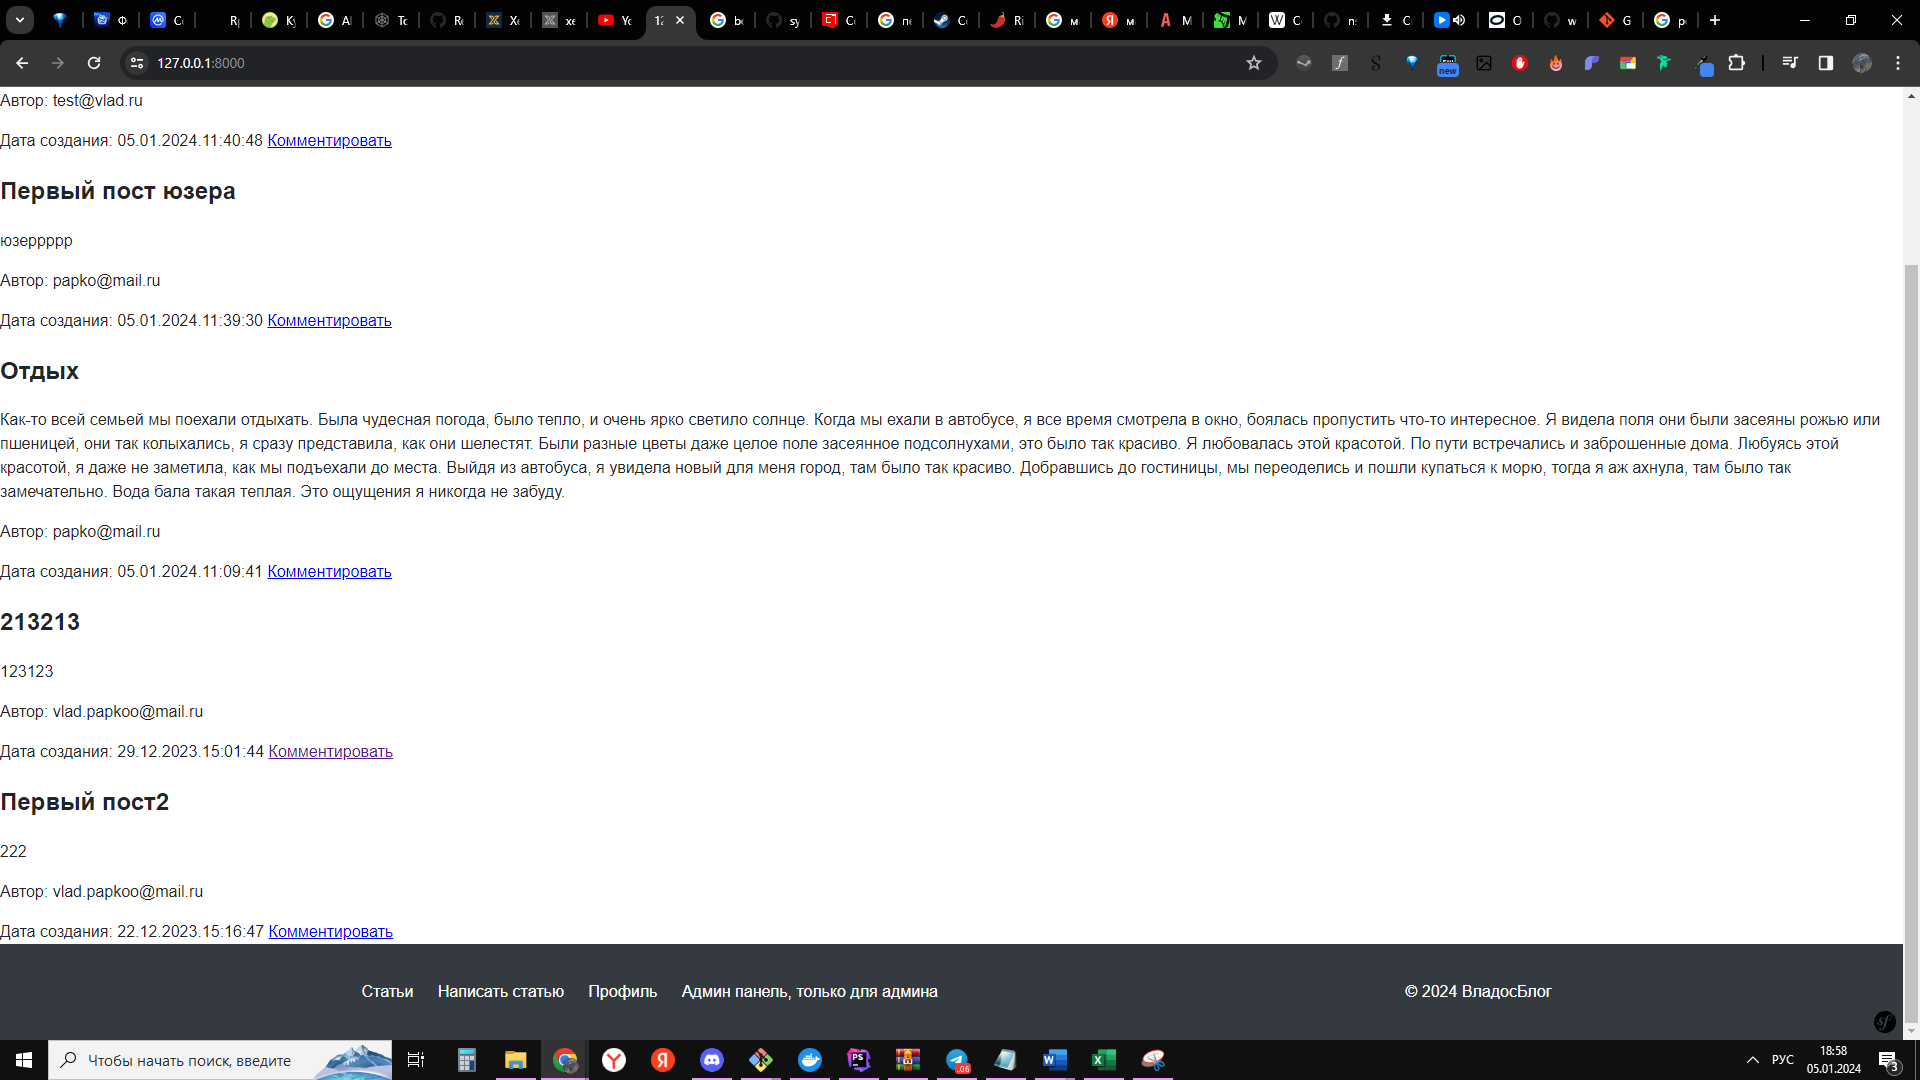 127.0.0.1:8000
new
Автор: test@vlad.ru
Дата создания: 05.01.2024.11:40:48 Комментировать
Первый пост юзера
юзеррррр
Автор: papko@mail.ru
Дата создания: 05.01.2024.11:39:30 Комментировать
Отдых
Как-то всей семьей мы поехали отдыхать. Была чудесная погода, было тепло, и очень ярко светило солнце. Когда мы ехали в автобусе, я все время смотрела в окно, боялась пропустить что-то интересное. Я видела поля они были засеяны рожью или
пшеницей, они так колыхались, я сразу представила, как они шелестят. Были разные цветы даже целое поле засеянное подсолнухами, это было так красиво. Я любовалась этой красотой. По пути встречались и заброшенные дома. Любуясь этой
красотой, я даже не заметила, как мы подъехали до места. Выйдя из автобуса, я увидела новый для меня город, там было так красиво. Добравшись до гостиницы, мы переоделись и пошли купаться к морю, тогда я аж ахнула, там было так
замечательно. Вода бала такая теплая. Это ощущения я никогда не забуду.
Автор: papko@mail.ru
Дата создания: 05.01.2024.11:09:41 Комментировать
213213
123123
Автор: vlad.papkoo@mail.ru
Дата создания: 29.12.2023.15:01:44 Комментировать
Первый пост2
222
Автор: vlad.papkoo@mail.ru
Дата создания: 22.12.2023.15:16:47 Комментировать
Статьи Написать статью Профиль Админ панель, только для админа © 2024 ВладосБлог
Чтобы начать поиск, введите
РУС
18:58
05.01.2024
3